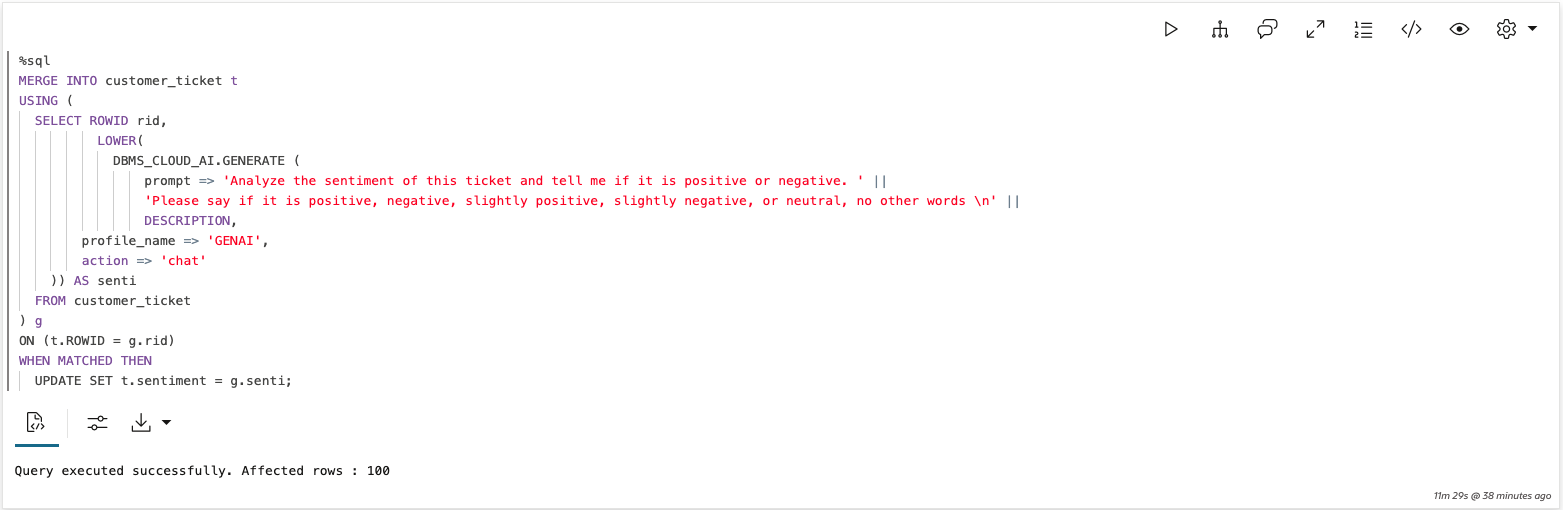 %sql
MERGE INTO customer_ticket t
USING (
SELECT ROWID rid,
LOWER(
DBMS_CLOUD_AI.GENERATE (
prompt => 'Analyze the sentiment of this ticket and tell me if it is positive or negative. ' ||
'Please say if it is positive, negative, slightly positive, slightly negative, or neutral, no other words \n' ||
DESCRIPTION,
profile_name => 'GENAI',
action => 'chat'
)) AS senti
FROM customer_ticket
) g
ON (t.ROWID = g.rid)
WHEN MATCHED THEN
UPDATE SET t.sentiment = g.senti;
Query executed successfully. Affected rows : 100
11m 29s @ 38 minutes ago